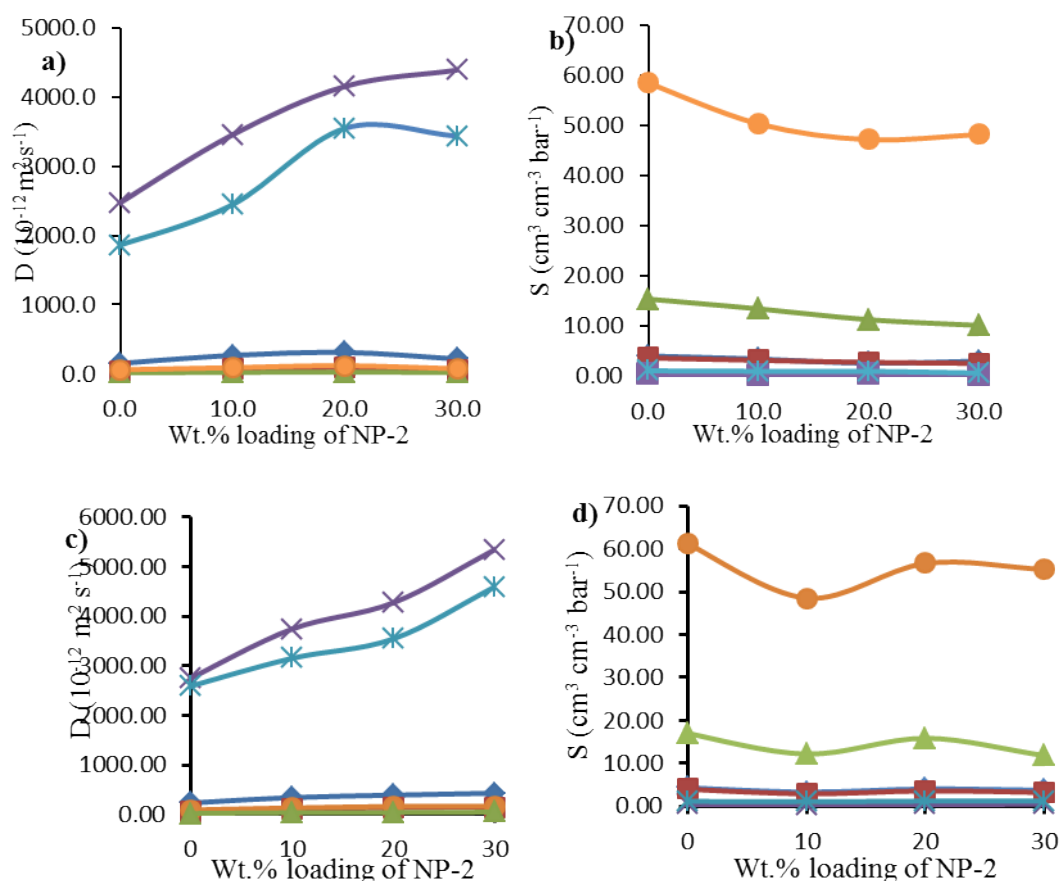 a)
D (10⁻¹² m² s⁻¹)
5000.0
4000.0
3000.0
2000.0
1000.0
0.0
0.0 10.0 20.0 30.0
Wt.% loading of NP-2
b)
S (cm³ cm⁻³ bar⁻¹)
70.00
60.00
50.00
40.00
30.00
20.00
10.00
0.00
0.0 10.0 20.0 30.0
Wt.% loading of NP-2
c)
D (10⁻¹² m² s⁻¹)
6000.00
5000.00
4000.00
3000.00
2000.00
1000.00
0.00
0 10 20 30
Wt.% loading of NP-2
d)
S (cm³ cm⁻³ bar⁻¹)
70.00
60.00
50.00
40.00
30.00
20.00
10.00
0.00
0 10 20 30
Wt.% loading of NP-2